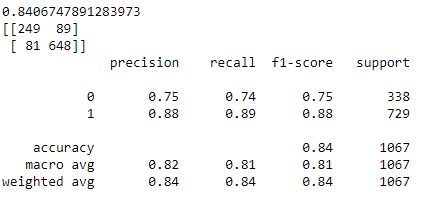 0.8406747891283973
[[249  89]
 [ 81 648]]
              precision    recall  f1-score   support

           0       0.75      0.74      0.75       338
           1       0.88      0.89      0.88       729

    accuracy                           0.84      1067
   macro avg       0.82      0.81      0.81      1067
weighted avg       0.84      0.84      0.84      1067